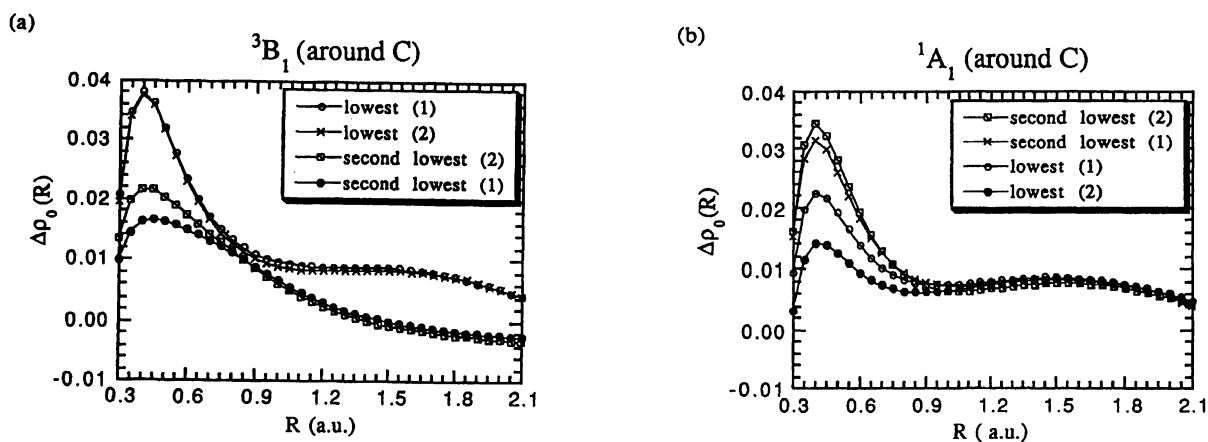 (a)
³B₁ (around C)
0.04
0.03
0.02
0.01
0.00
-0.01
Δρ₀(R)
lowest (1)
lowest (2)
second lowest (2)
second lowest (1)
0.3 0.6 0.9 1.2 1.5 1.8 2.1
R (a.u.)
(b)
¹A₁ (around C)
0.04
0.03
0.02
0.01
0.00
-0.01
Δρ₀(R)
second lowest (2)
second lowest (1)
lowest (1)
lowest (2)
0.3 0.6 0.9 1.2 1.5 1.8 2.1
R ( a.u.)